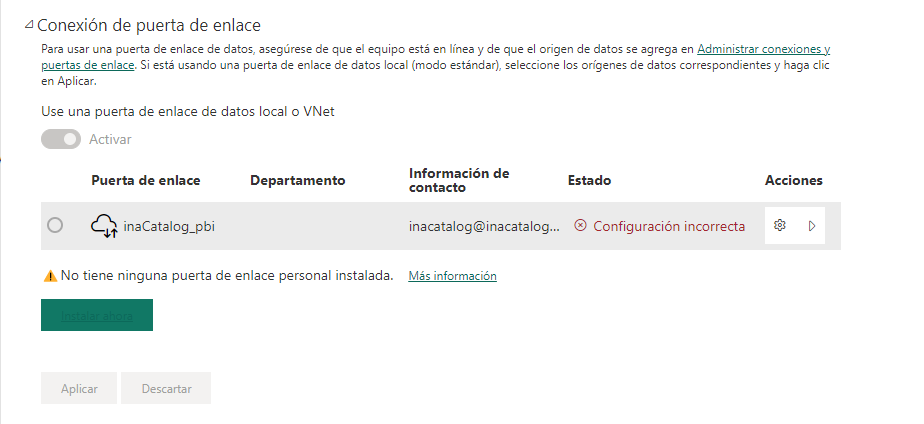 Conexión de puerta de enlace
Para usar una puerta de enlace de datos, asegúrese de que el equipo está en línea y de que el origen de datos se agrega en Administrar conexiones y
puertas de enlace. Si está usando una puerta de enlace de datos local (modo estándar), seleccione los orígenes de datos correspondientes y haga clic
en Aplicar.
Use una puerta de enlace de datos local o VNet
Activar
Puerta de enlace Departamento Información de contacto Estado Acciones
inaCatalog_pbi inacatalog@inacatalog... Configuración incorrecta
No tiene ninguna puerta de enlace personal instalada. Más información
Instalar ahora
Aplicar Descartar